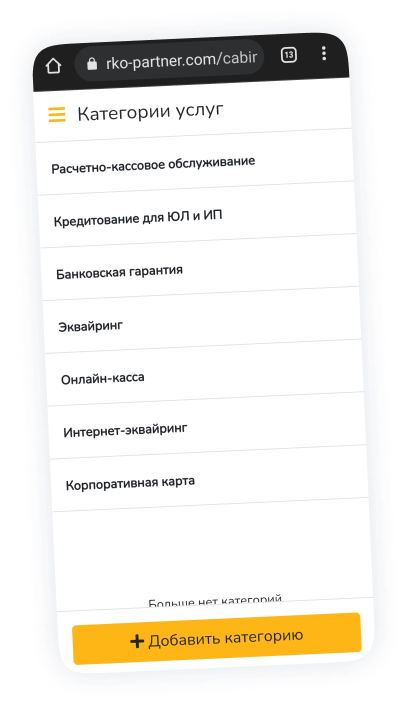 rko-partner.com/cabir
13
Категории услуг
Расчетно-кассовое обслуживание
Кредитование для ЮЛ и ИП
Банковская гарантия
Эквайринг
Онлайн-касса
Интернет-эквайринг
Корпоративная карта
Больше нет категорий
Добавить категорию